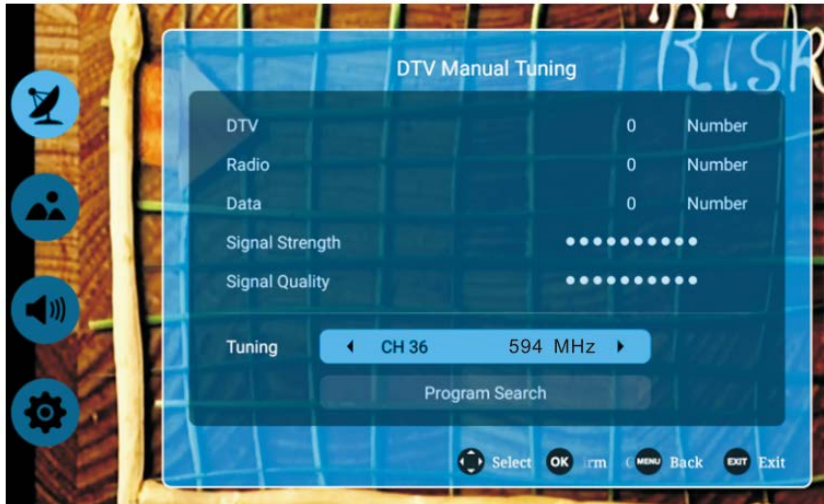 Risk
DTV Manual Tuning
DTV 0 Number
Radio 0 Number
Data 0 Number
Signal Strength
Signal Quality
Tuning CH 36 594 MHz
Program Search
Select OK MENU Back EXIT Exit